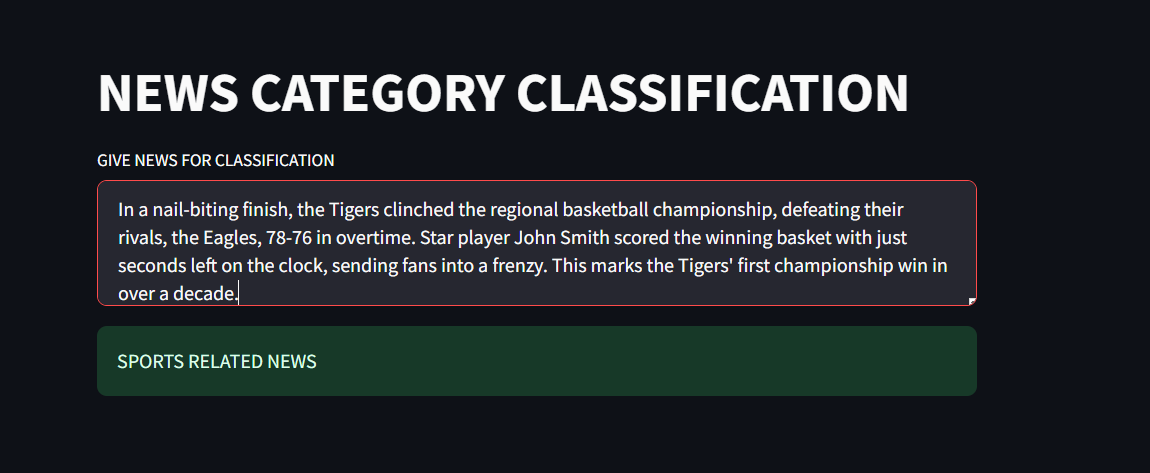 NEWS CATEGORY CLASSIFICATION
GIVE NEWS FOR CLASSIFICATION
In a nail-biting finish, the Tigers clinched the regional basketball championship, defeating their
rivals, the Eagles, 78-76 in overtime. Star player John Smith scored the winning basket with just
seconds left on the clock, sending fans into a frenzy. This marks the Tigers' first championship win in
over a decade.
SPORTS RELATED NEWS